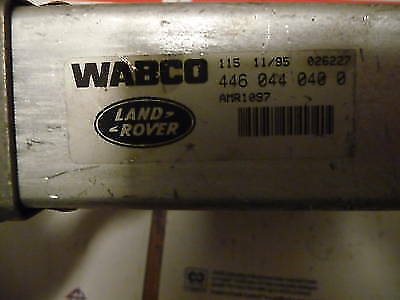 115 11/95 026227
WABCO 446 044 040 0
AMR1097
LAND-
-ROVER